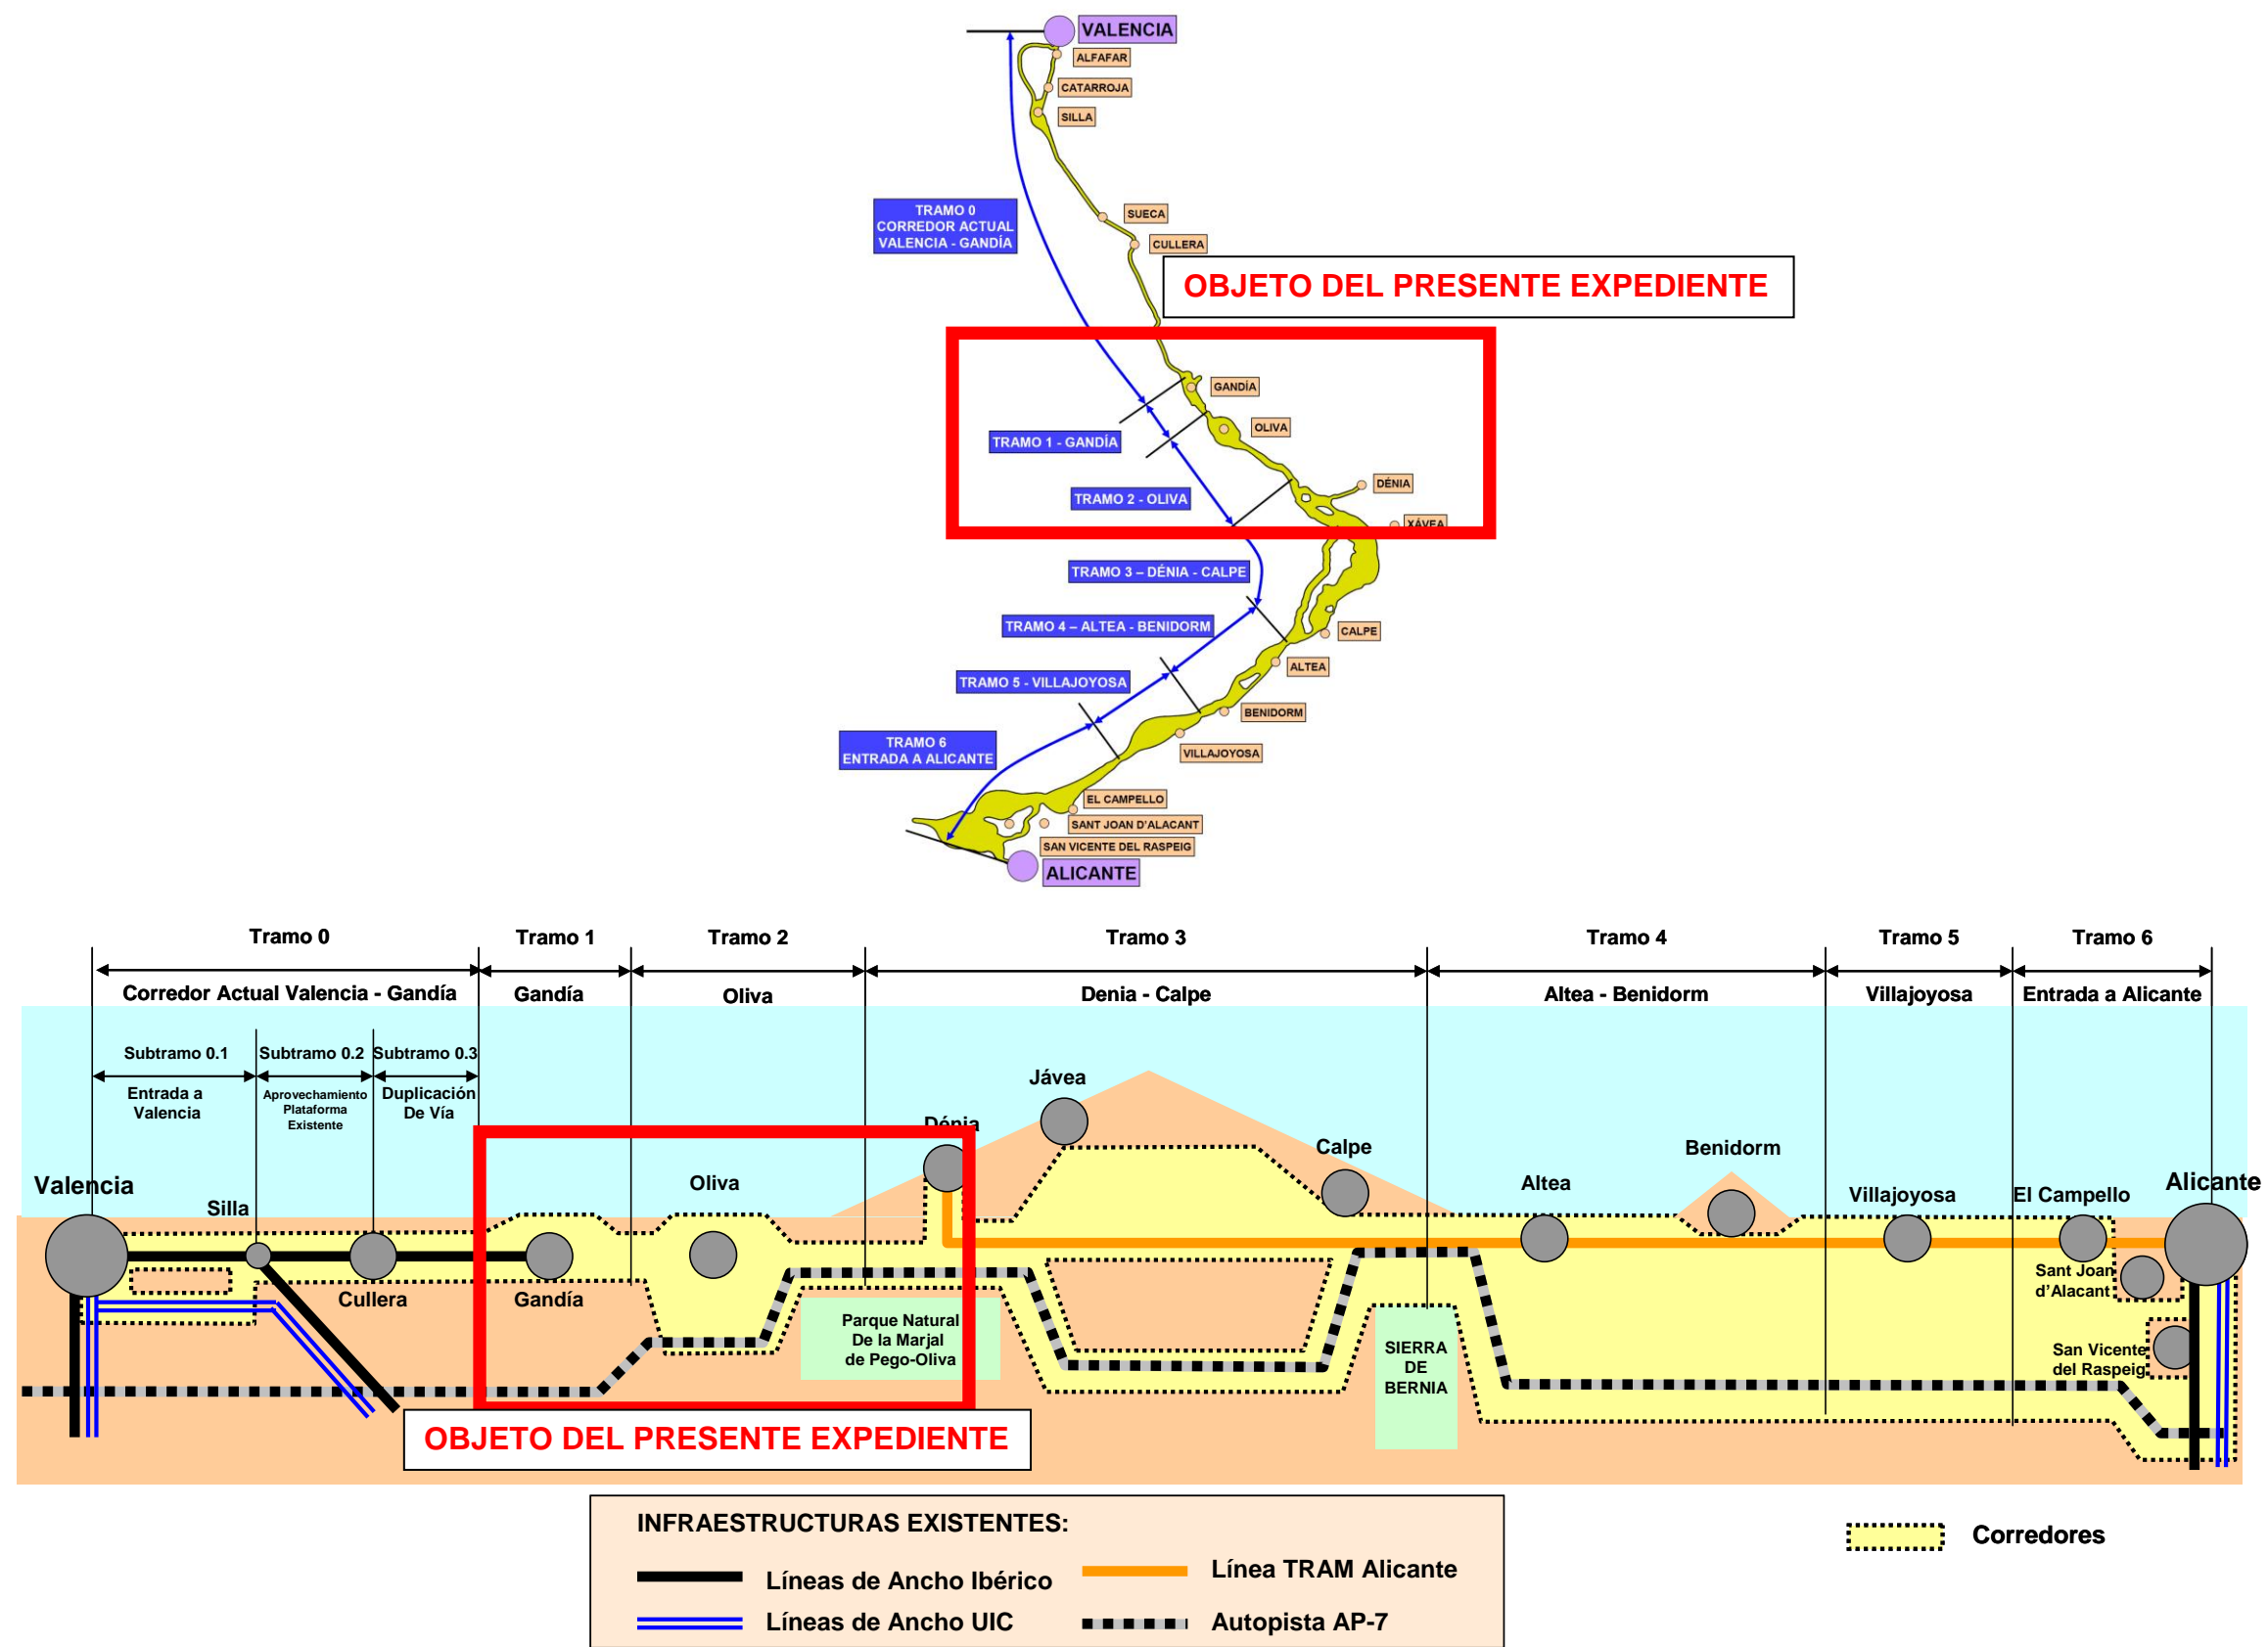 VALENCIA
ALFAFAR
CATARROJA
SILLA
TRAMO 0
CORREDOR ACTUAL
VALENCIA - GANDÍA
SUECA
CULLERA
OBJETO DEL PRESENTE EXPEDIENTE
GANDÍA
OLIVA
TRAMO 1 - GANDÍA
DÉNIA
TRAMO 2 - OLIVA
XÁVEA
TRAMO 3 – DÉNIA - CALPE
TRAMO 4 – ALTEA - BENIDORM
CALPE
ALTEA
TRAMO 5 - VILLAJOYOSA
BENIDORM
TRAMO 6
ENTRADA A ALICANTE
VILLAJOYOSA
EL CAMPELLO
SANT JOAN D'ALACANT
SAN VICENTE DEL RASPEIG
ALICANTE
Tramo 0
Tramo 1
Tramo 2
Tramo 3
Tramo 4
Tramo 5
Tramo 6
Corredor Actual Valencia - Gandía
Gandía
Oliva
Denia - Calpe
Altea - Benidorm
Villajoyosa
Entrada a Alicante
Subtramo 0.1
Subtramo 0.2
Subtramo 0.3
Entrada a
Valencia
Aprovechamiento
Plataforma
Existente
Duplicación
De Vía
Jávea
Dénia
Calpe
Benidorm
Valencia
Silla
Oliva
Altea
Villajoyosa
El Campello
Alicante
Cullera
Gandía
Sant Joan
d'Alacant
Parque Natural
De la Marjal
de Pego-Oliva
SIERRA
DE
BERNIA
San Vicente
del Raspeig
OBJETO DEL PRESENTE EXPEDIENTE
INFRAESTRUCTURAS EXISTENTES:
Líneas de Ancho Ibérico
Línea TRAM Alicante
Líneas de Ancho UIC
Autopista AP-7
Corredores